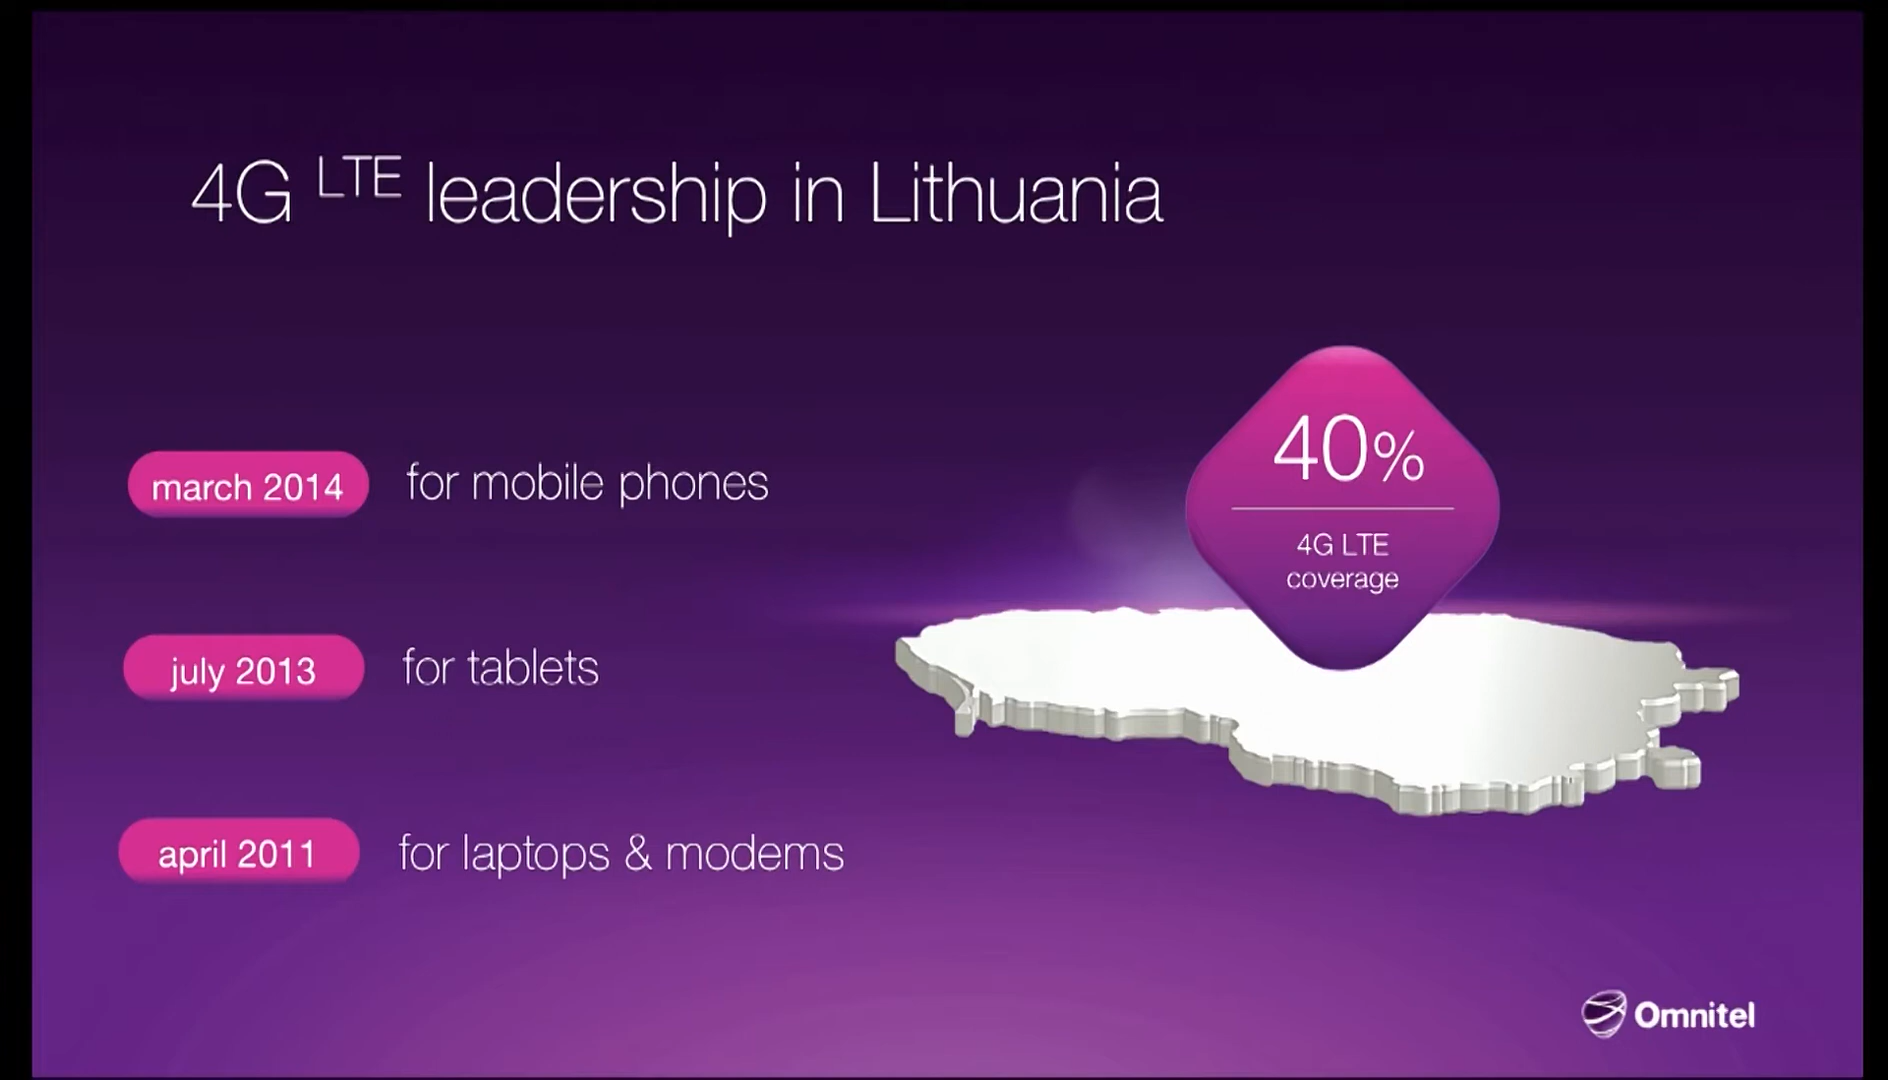 4G LTE leadership in Lithuania
march 2014 for mobile phones
july 2013 for tablets
april 2011 for laptops & modems
40%
4G LTE
coverage
Omnitel